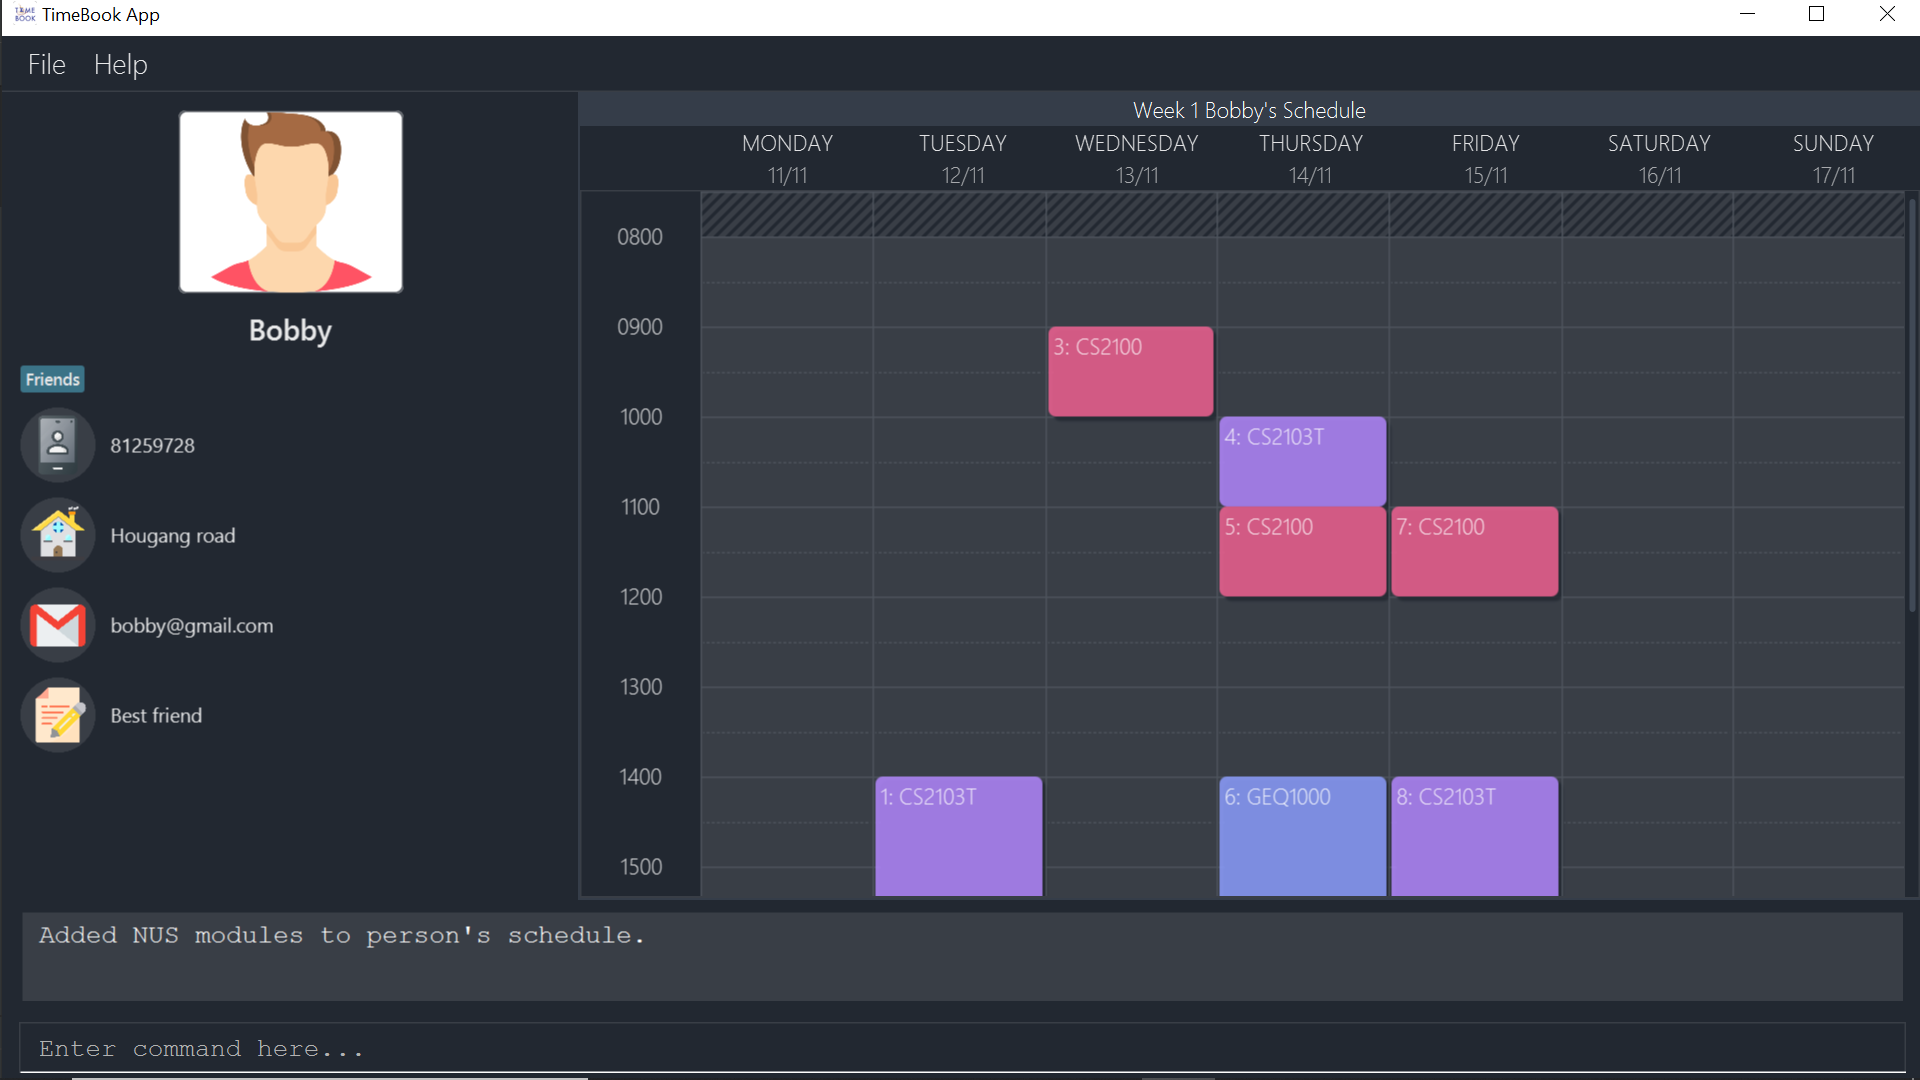 TIME
BOOK
TimeBook App
File Help
Bobby
Friends
81259728
Hougang road
bobby@gmail.com
Best friend
Week 1 Bobby's Schedule
MONDAY TUESDAY WEDNESDAY THURSDAY FRIDAY SATURDAY SUNDAY
11/11 12/11 13/11 14/11 15/11 16/11 17/11
0800
0900
3: CS2100
1000
4: CS2103T
1100
5: CS2100 7: CS2100
1200
1300
1400
1: CS2103T 6: GEQ1000 8: CS2103T
1500
Added NUS modules to person's schedule.
Enter command here...